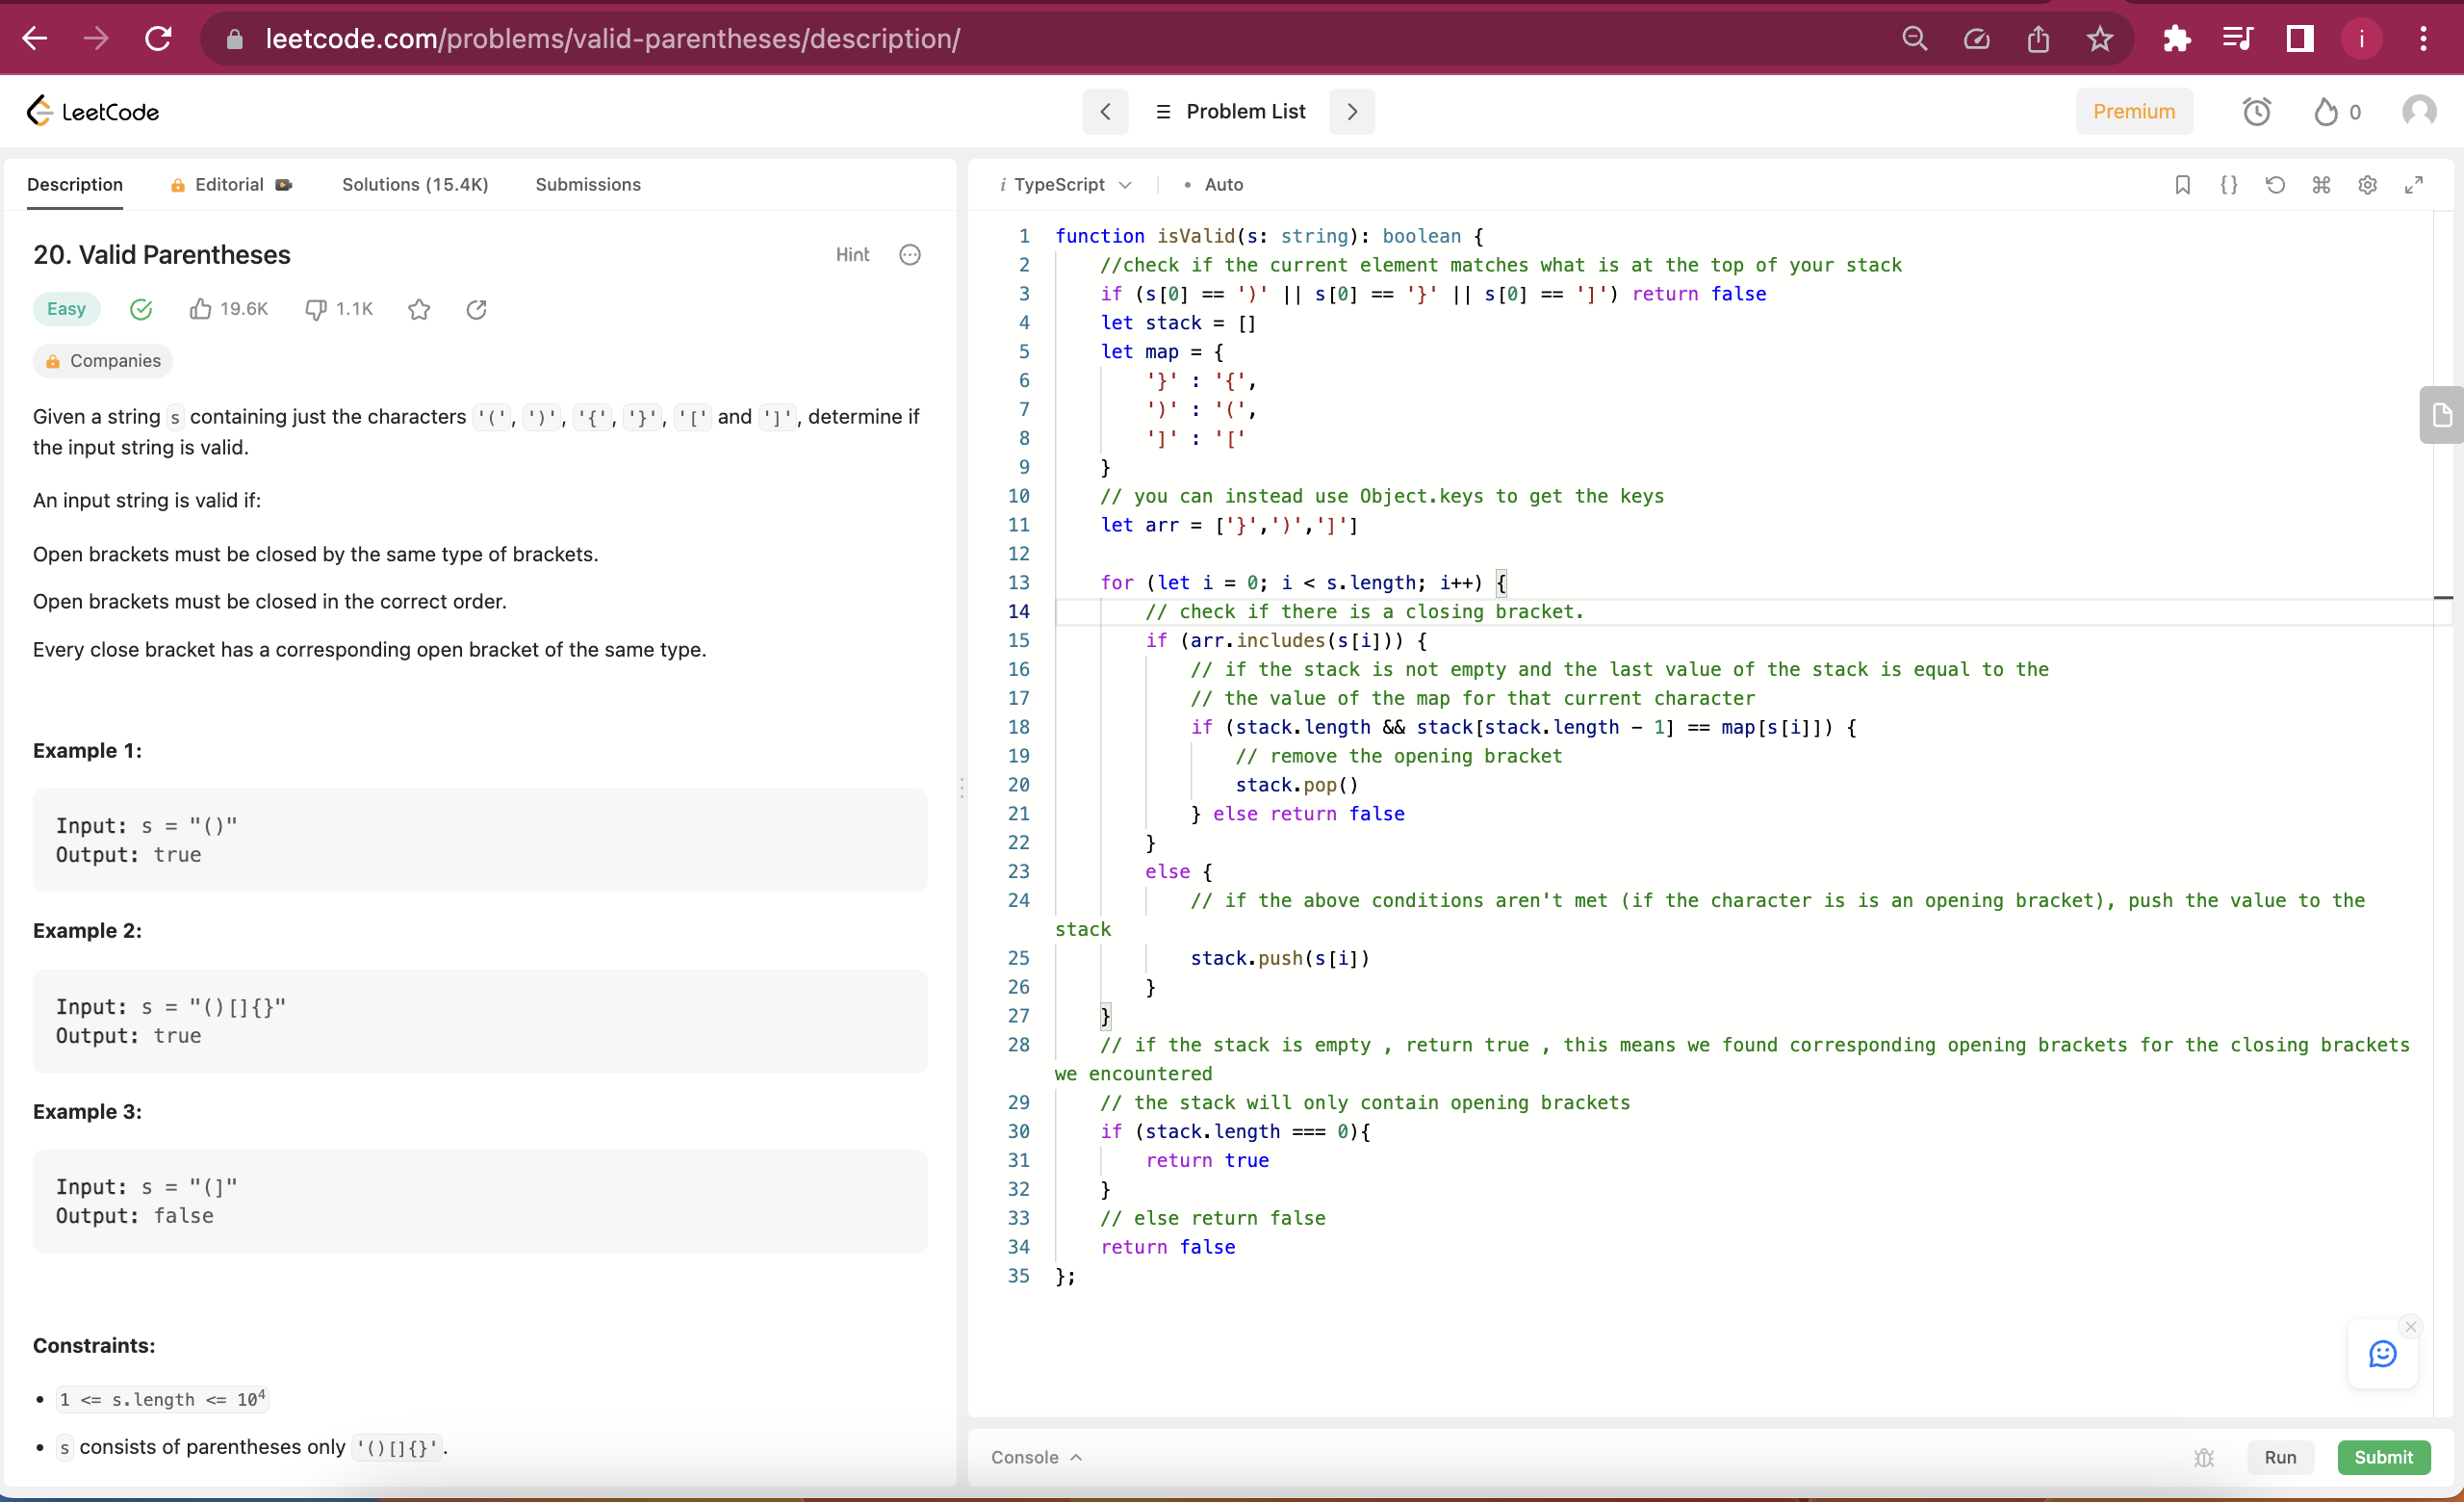 leetcode.com/problems/valid-parentheses/description/
i
LeetCode
Problem List
Premium
0
Description
Editorial
Solutions (15.4K)
Submissions
20. Valid Parentheses
Hint
Easy
19.6K
1.1K
Companies
Given a string s containing just the characters '(', ')', '{', '}', '[' and ']', determine if
the input string is valid.
An input string is valid if:
Open brackets must be closed by the same type of brackets.
Open brackets must be closed in the correct order.
Every close bracket has a corresponding open bracket of the same type.
Example 1:
Input: s = "()"
Output: true
Example 2:
Input: s = "()[]{}"
Output: true
Example 3:
Input: s = "(]"
Output: false
Constraints:
• 1 <= s.length <= 10⁴
• s consists of parentheses only '()[]{}'.
i TypeScript
• Auto
1 function isValid(s: string): boolean {
2 //check if the current element matches what is at the top of your stack
3 if (s[0] == ')' || s[0] == '}' || s[0] == ']') return false
4 let stack = []
5 let map = {
6 '}' : '{',
7 ')' : '(',
8 ']' : '['
9 }
10 // you can instead use Object.keys to get the keys
11 let arr = ['}',')',']']
12
13 for (let i = 0; i < s.length; i++) {
14 // check if there is a closing bracket.
15 if (arr.includes(s[i])) {
16 // if the stack is not empty and the last value of the stack is equal to the
17 // the value of the map for that current character
18 if (stack.length && stack[stack.length - 1] == map[s[i]]) {
19 // remove the opening bracket
20 stack.pop()
21 } else return false
22 }
23 else {
24 // if the above conditions aren't met (if the character is is an opening bracket), push the value to the
stack
25 stack.push(s[i])
26 }
27 }
28 // if the stack is empty , return true , this means we found corresponding opening brackets for the closing brackets
we encountered
29 // the stack will only contain opening brackets
30 if (stack.length === 0){
31 return true
32 }
33 // else return false
34 return false
35 };
Console
Run
Submit